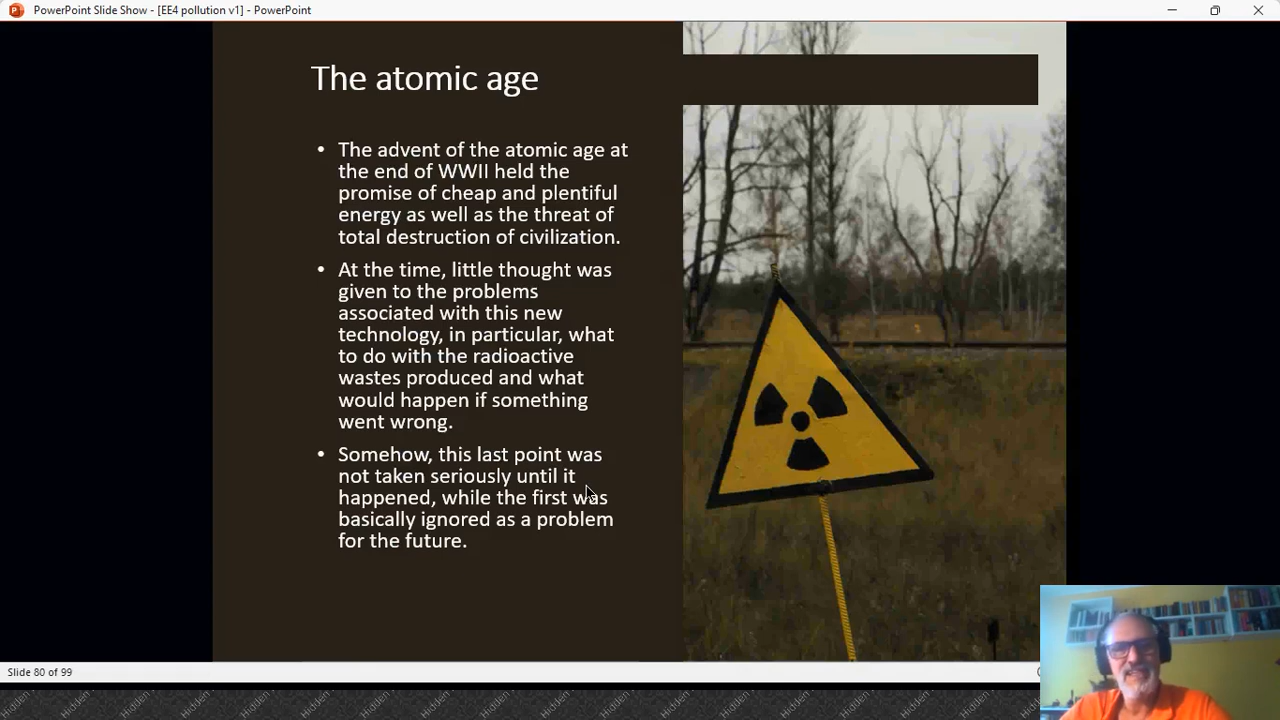 PowerPoint Slide Show - [EE4 pollution v1] - PowerPoint
The atomic age
• The advent of the atomic age at
the end of WWII held the
promise of cheap and plentiful
energy as well as the threat of
total destruction of civilization.
• At the time, little thought was
given to the problems
associated with this new
technology, in particular, what
to do with the radioactive
wastes produced and what
would happen if something
went wrong.
• Somehow, this last point was
not taken seriously until it
happened, while the first was
basically ignored as a problem
for the future.
Slide 80 of 99